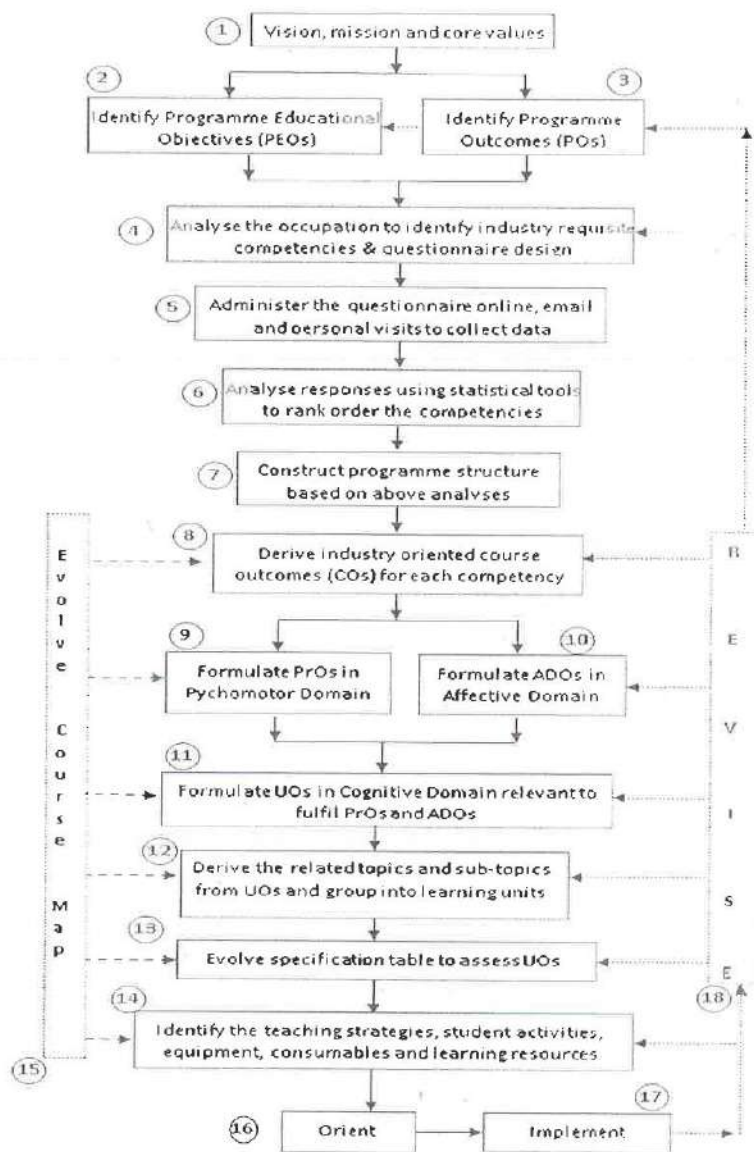 1
Vision, mission and core values
2
3
Identify Programme Educational
Objectives (PEOs)
Identify Programme
Outcomes (POs)
4
Analyse the occupation to identify industry requisite
competencies & questionnaire design
5
Administer the questionnaire online, email
and personal visits to collect data
6
Analyse responses using statistical tools
to rank order the competencies
7
Construct programme structure
based on above analyses
8
Derive industry oriented course
outcomes (COs) for each competency
9
10
Formulate PrOs in
Pychomotor Domain
Formulate ADOs in
Affective Domain
11
Formulate UOs in Cognitive Domain relevant to
fulfil PrOs and ADOs
12
Derive the related topics and sub-topics
from UOs and group into learning units
13
Evolve specification table to assess UOs
14
Identify the teaching strategies, student activities,
equipment, consumables and learning resources
15
Evolve Course Map
16
Orient
17
Implement
18
REVISE